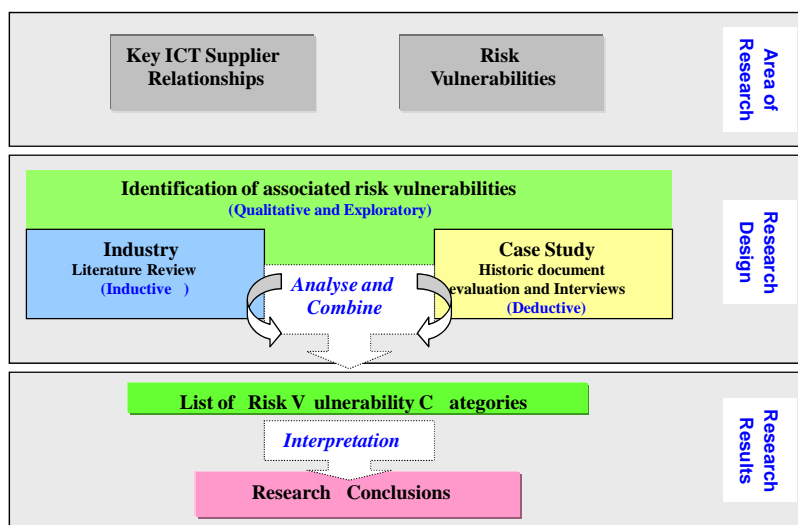 Key ICT Supplier
Relationships
Risk
Vulnerabilities
Area of
Research
Identification of associated risk vulnerabilities
(Qualitative and Exploratory)
Industry
Literature Review
(Inductive )
Analyse and
Combine
Case Study
Historic document
evaluation and Interviews
(Deductive)
Research
Design
List of Risk V ulnerability C ategories
Interpretation
Research Conclusions
Research
Results